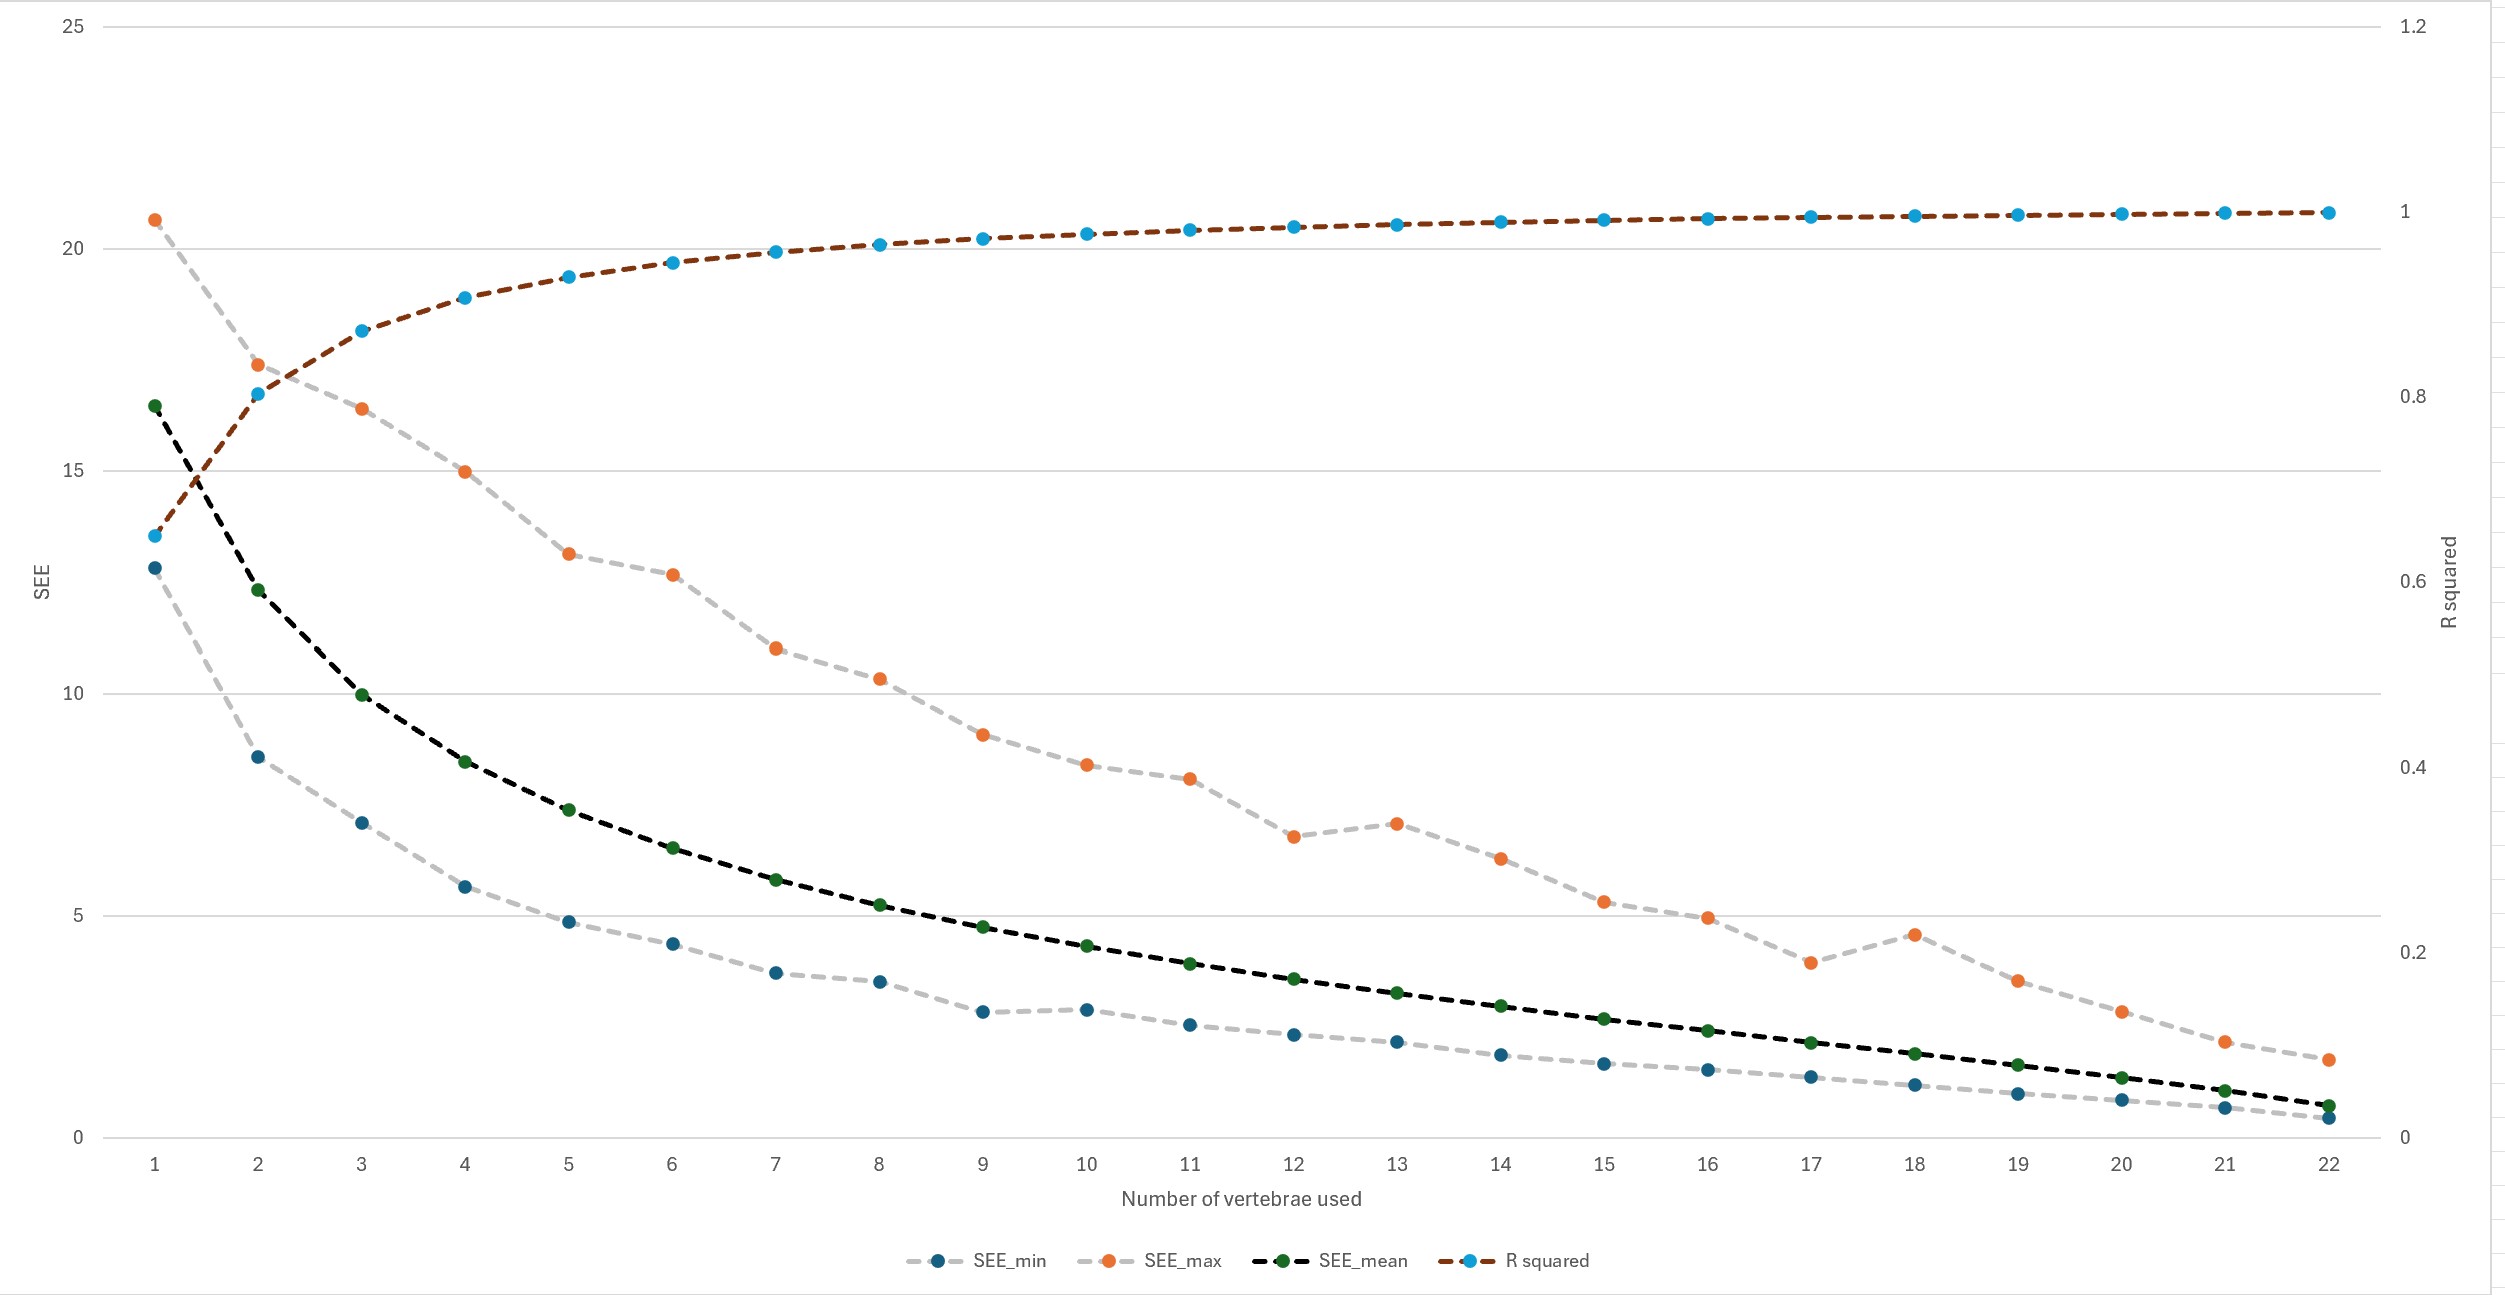 25
20
15
10
5
0
SEE
1.2
1
0.8
0.6
0.4
0.2
0
R squared
1 2 3 4 5 6 7 8 9 10 11 12 13 14 15 16 17 18 19 20 21 22
Number of vertebrae used
SEE_min SEE_max SEE_mean R squared